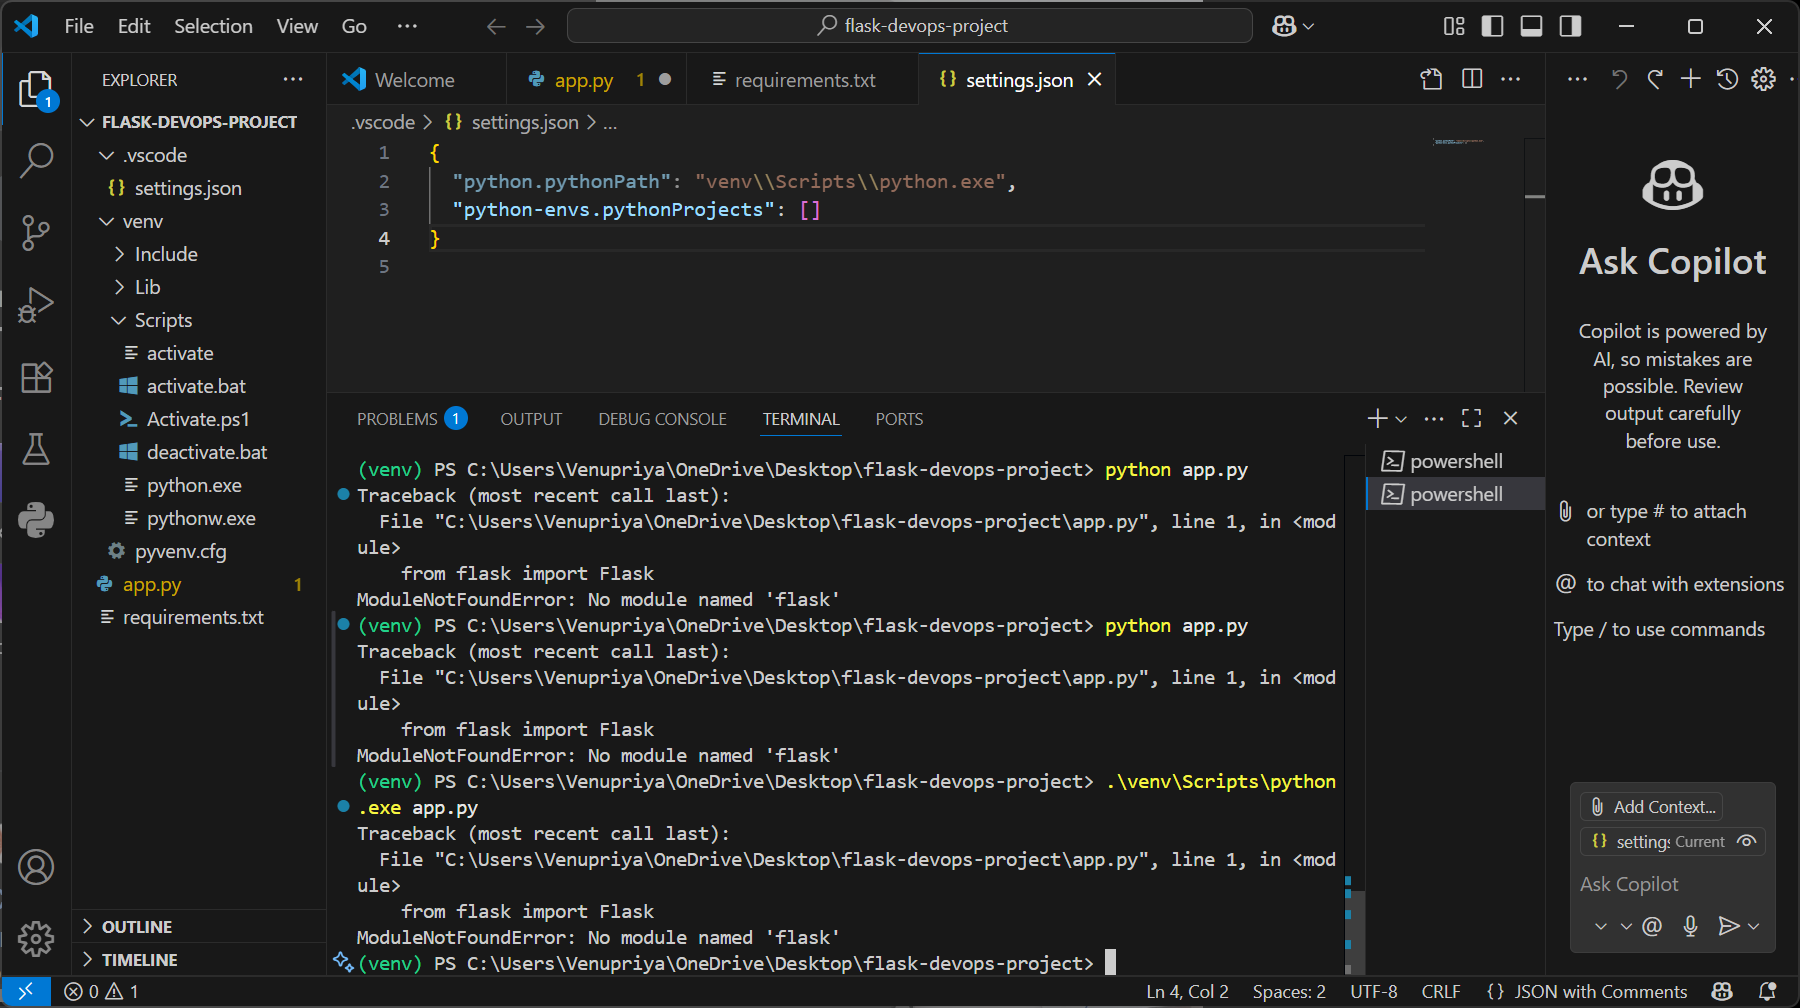 File Edit Selection View Go ···
flask-devops-project
EXPLORER ···
FLASK-DEVOPS-PROJECT
.vscode
{} settings.json
venv
Include
Lib
Scripts
activate
activate.bat
Activate.ps1
deactivate.bat
python.exe
pythonw.exe
pyvenv.cfg
app.py 1
requirements.txt
OUTLINE
TIMELINE
1
Welcome
app.py 1
requirements.txt
{} settings.json
.vscode > {} settings.json > ...
1 {
2 "python.pythonPath": "venv\\Scripts\\python.exe",
3 "python-envs.pythonProjects": []
4 }
5
PROBLEMS 1 OUTPUT DEBUG CONSOLE TERMINAL PORTS
(venv) PS C:\Users\Venupriya\OneDrive\Desktop\flask-devops-project> python app.py
Traceback (most recent call last):
File "C:\Users\Venupriya\OneDrive\Desktop\flask-devops-project\app.py", line 1, in <mod
ule>
from flask import Flask
ModuleNotFoundError: No module named 'flask'
(venv) PS C:\Users\Venupriya\OneDrive\Desktop\flask-devops-project> python app.py
Traceback (most recent call last):
File "C:\Users\Venupriya\OneDrive\Desktop\flask-devops-project\app.py", line 1, in <mod
ule>
from flask import Flask
ModuleNotFoundError: No module named 'flask'
(venv) PS C:\Users\Venupriya\OneDrive\Desktop\flask-devops-project> .\venv\Scripts\python
.exe app.py
Traceback (most recent call last):
File "C:\Users\Venupriya\OneDrive\Desktop\flask-devops-project\app.py", line 1, in <mod
ule>
from flask import Flask
ModuleNotFoundError: No module named 'flask'
(venv) PS C:\Users\Venupriya\OneDrive\Desktop\flask-devops-project>
powershell
powershell
Ask Copilot
Copilot is powered by
AI, so mistakes are
possible. Review
output carefully
before use.
or type # to attach
context
@ to chat with extensions
Type / to use commands
Add Context...
{} settings Current
Ask Copilot
@
0 1
Ln 4, Col 2 Spaces: 2 UTF-8 CRLF {} JSON with Comments